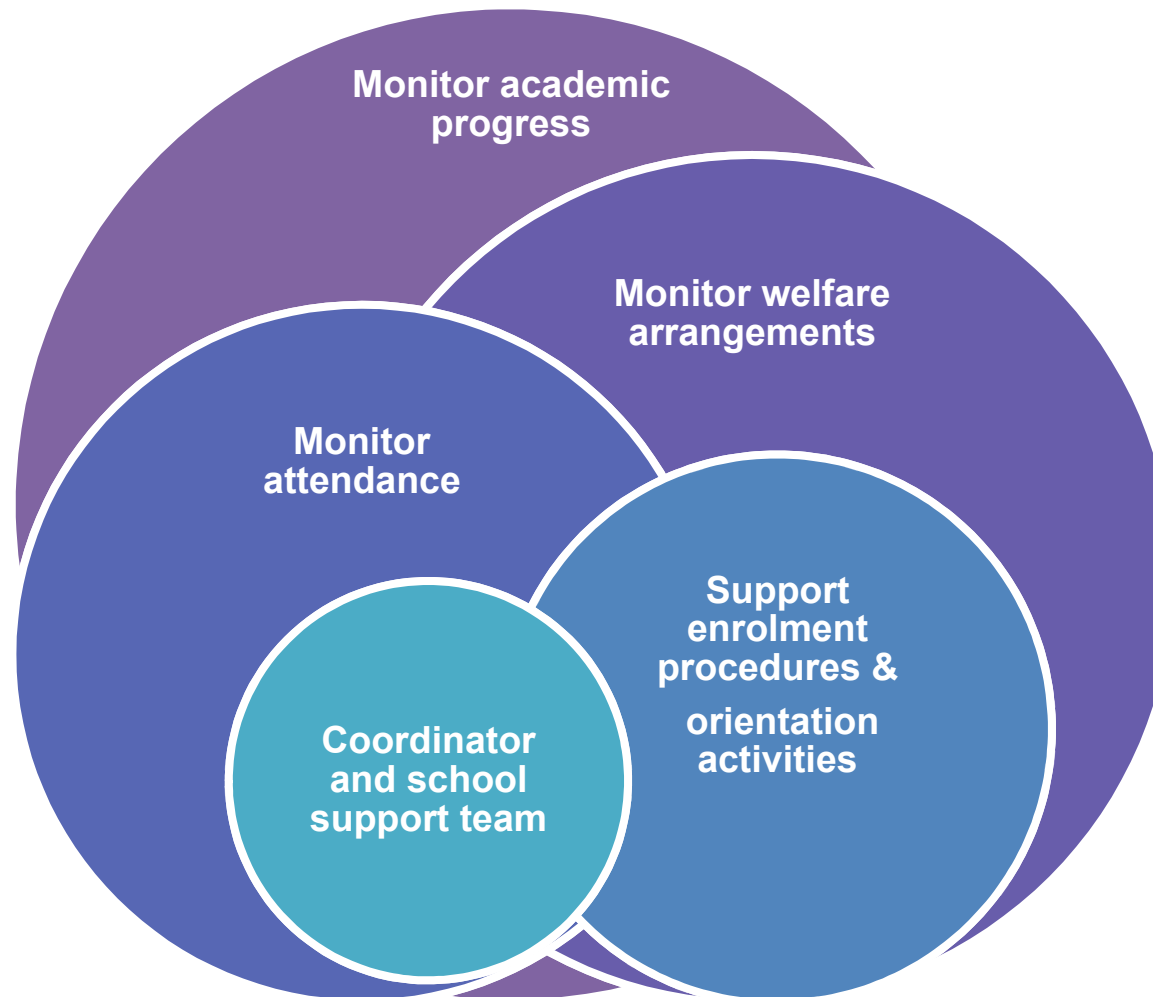 Monitor academic
progress
Monitor welfare
arrangements
Monitor
attendance
Support
enrolment
procedures &
orientation
activities
Coordinator
and school
support team